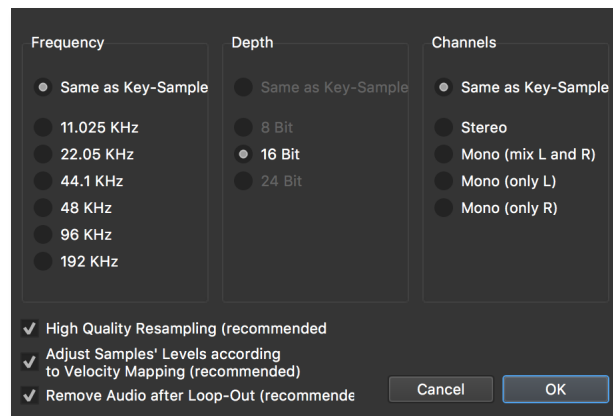 Frequency
Same as Key-Sample
11.025 KHz
22.05 KHz
44.1 KHz
48 KHz
96 KHz
192 KHz
Depth
Same as Key-Sample
8 Bit
16 Bit
24 Bit
Channels
Same as Key-Sample
Stereo
Mono (mix L and R)
Mono (only L)
Mono (only R)
High Quality Resampling (recommended
Adjust Samples' Levels according
to Velocity Mapping (recommended)
Remove Audio after Loop-Out (recommende
Cancel
OK